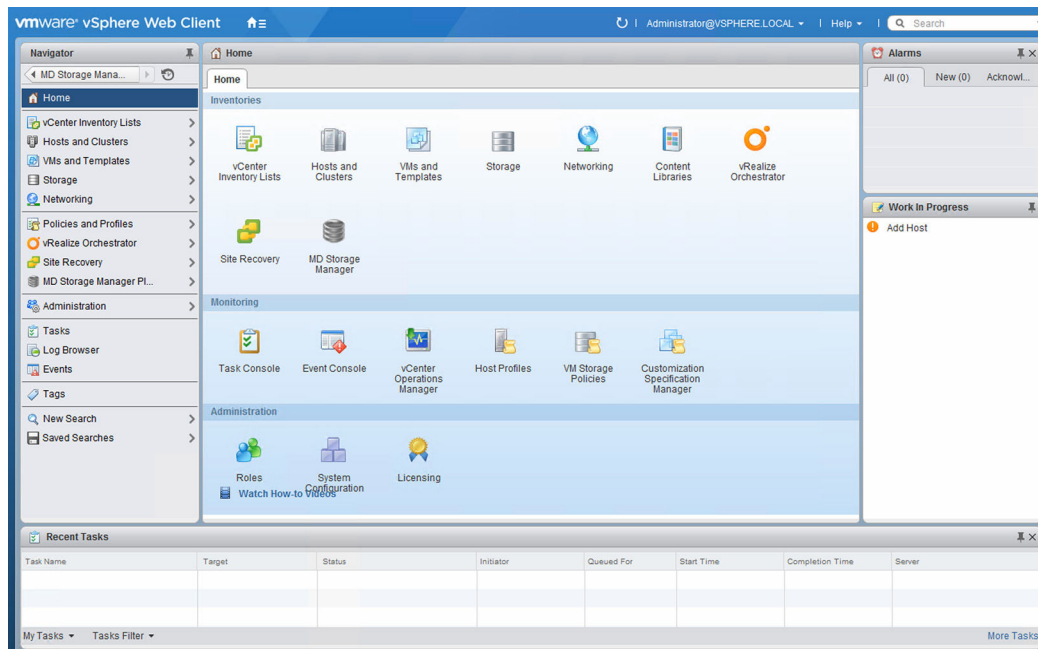 vmware® vSphere Web Client
Administrator@VSPHERE.LOCAL
Help
Search
Navigator
MD Storage Mana...
Home
vCenter Inventory Lists
Hosts and Clusters
VMs and Templates
Storage
Networking
Policies and Profiles
vRealize Orchestrator
Site Recovery
MD Storage Manager Pl...
Administration
Tasks
Log Browser
Events
Tags
New Search
Saved Searches
Home
Home
Inventories
vCenter
Inventory Lists
Hosts and
Clusters
VMs and
Templates
Storage
Networking
Content
Libraries
vRealize
Orchestrator
Site Recovery
MD Storage
Manager
Monitoring
Task Console
Event Console
vCenter
Operations
Manager
Host Profiles
VM Storage
Policies
Customization
Specification
Manager
Administration
Roles
System
Configuration
Licensing
Watch How-to Videos
Alarms
All (0)
New (0)
Acknowl...
Work In Progress
Add Host
Recent Tasks
Task Name
Target
Status
Initiator
Queued For
Start Time
Completion Time
Server
My Tasks
Tasks Filter
More Tasks